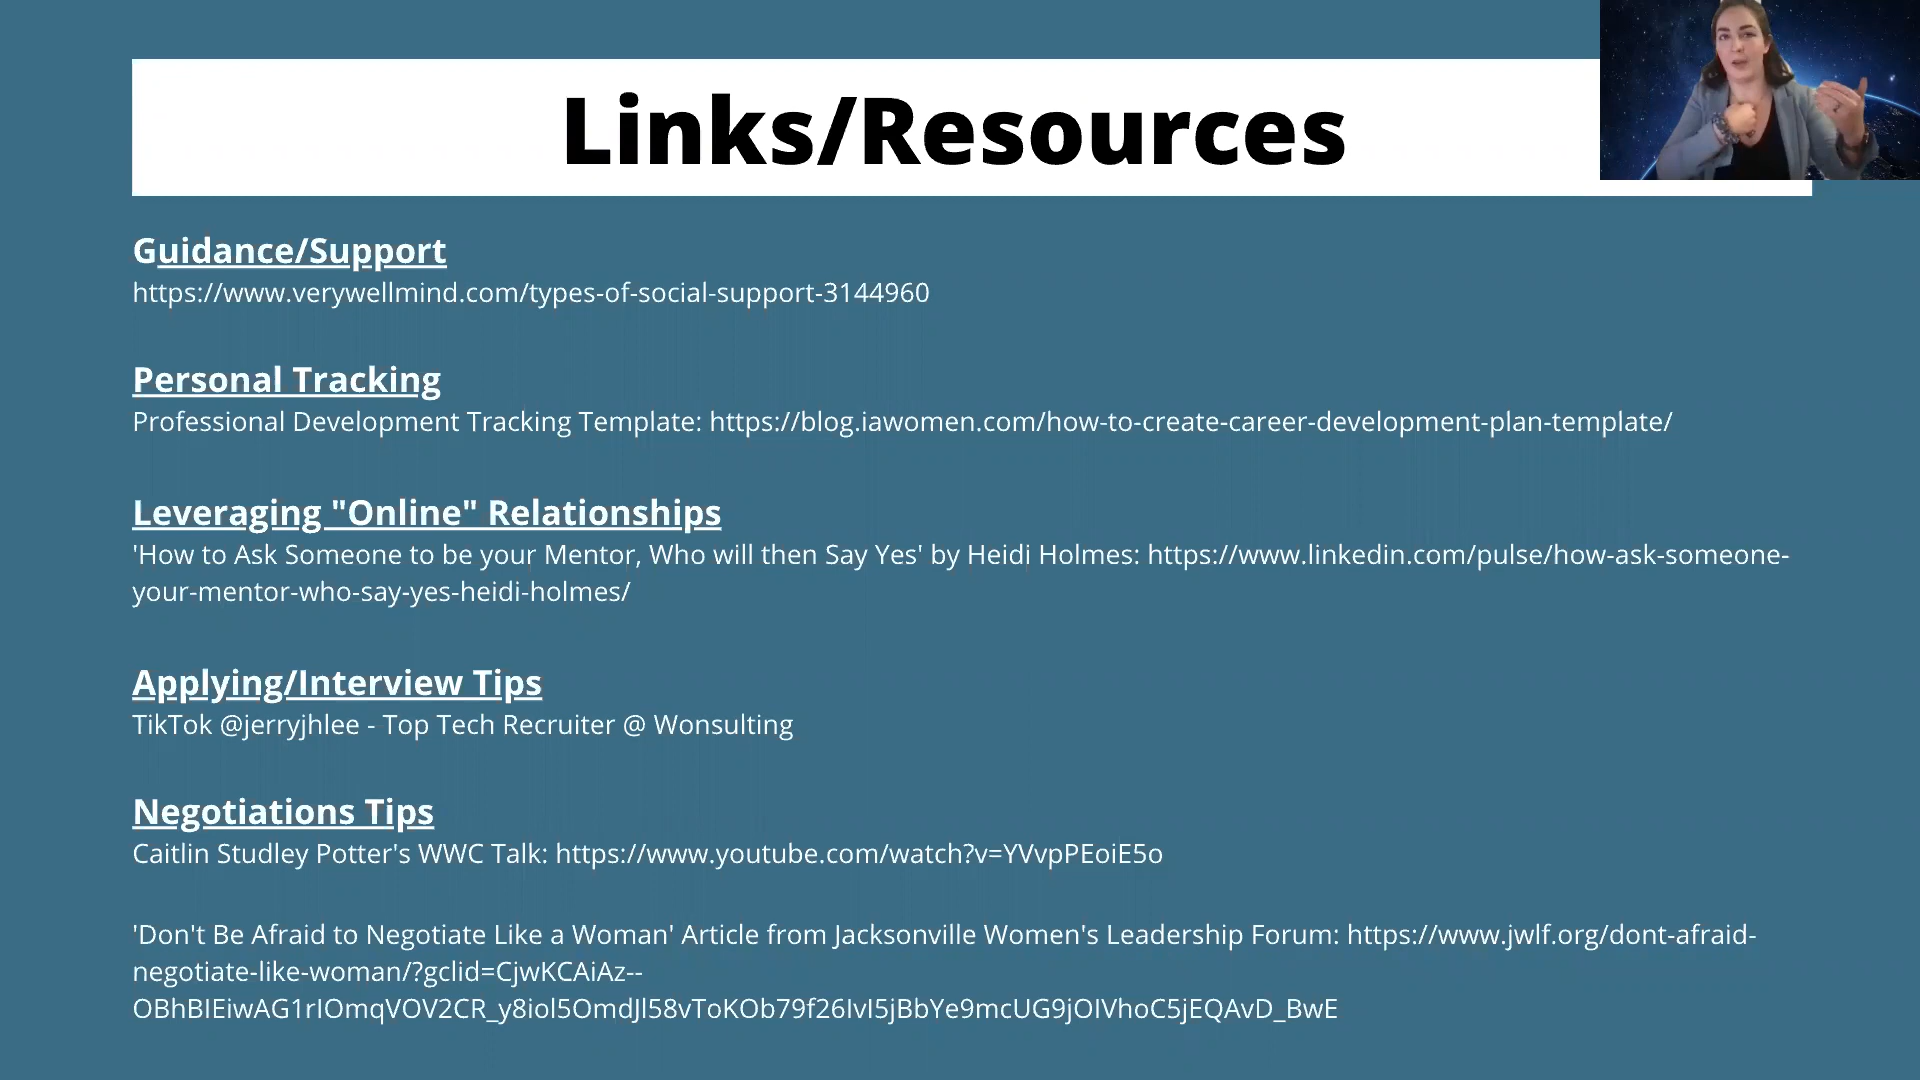 Links/Resources
Guidance/Support
https://www.verywellmind.com/types-of-social-support-3144960
Personal Tracking
Professional Development Tracking Template: https://blog.iawomen.com/how-to-create-career-development-plan-template/
Leveraging "Online" Relationships
'How to Ask Someone to be your Mentor, Who will then Say Yes' by Heidi Holmes: https://www.linkedin.com/pulse/how-ask-someone-
your-mentor-who-say-yes-heidi-holmes/
Applying/Interview Tips
TikTok @jerryjhlee - Top Tech Recruiter @ Wonsulting
Negotiations Tips
Caitlin Studley Potter's WWC Talk: https://www.youtube.com/watch?v=YVvpPEoiE5o
'Don't Be Afraid to Negotiate Like a Woman' Article from Jacksonville Women's Leadership Forum: https://www.jwlf.org/dont-afraid-
negotiate-like-woman/?gclid=CjwKCAiAz--
OBhBIEiwAG1rIOmqVOV2CR_y8iol5OmdJl58vToKOb79f26IvI5jBbYe9mcUG9jOIVhoC5jEQAvD_BwE